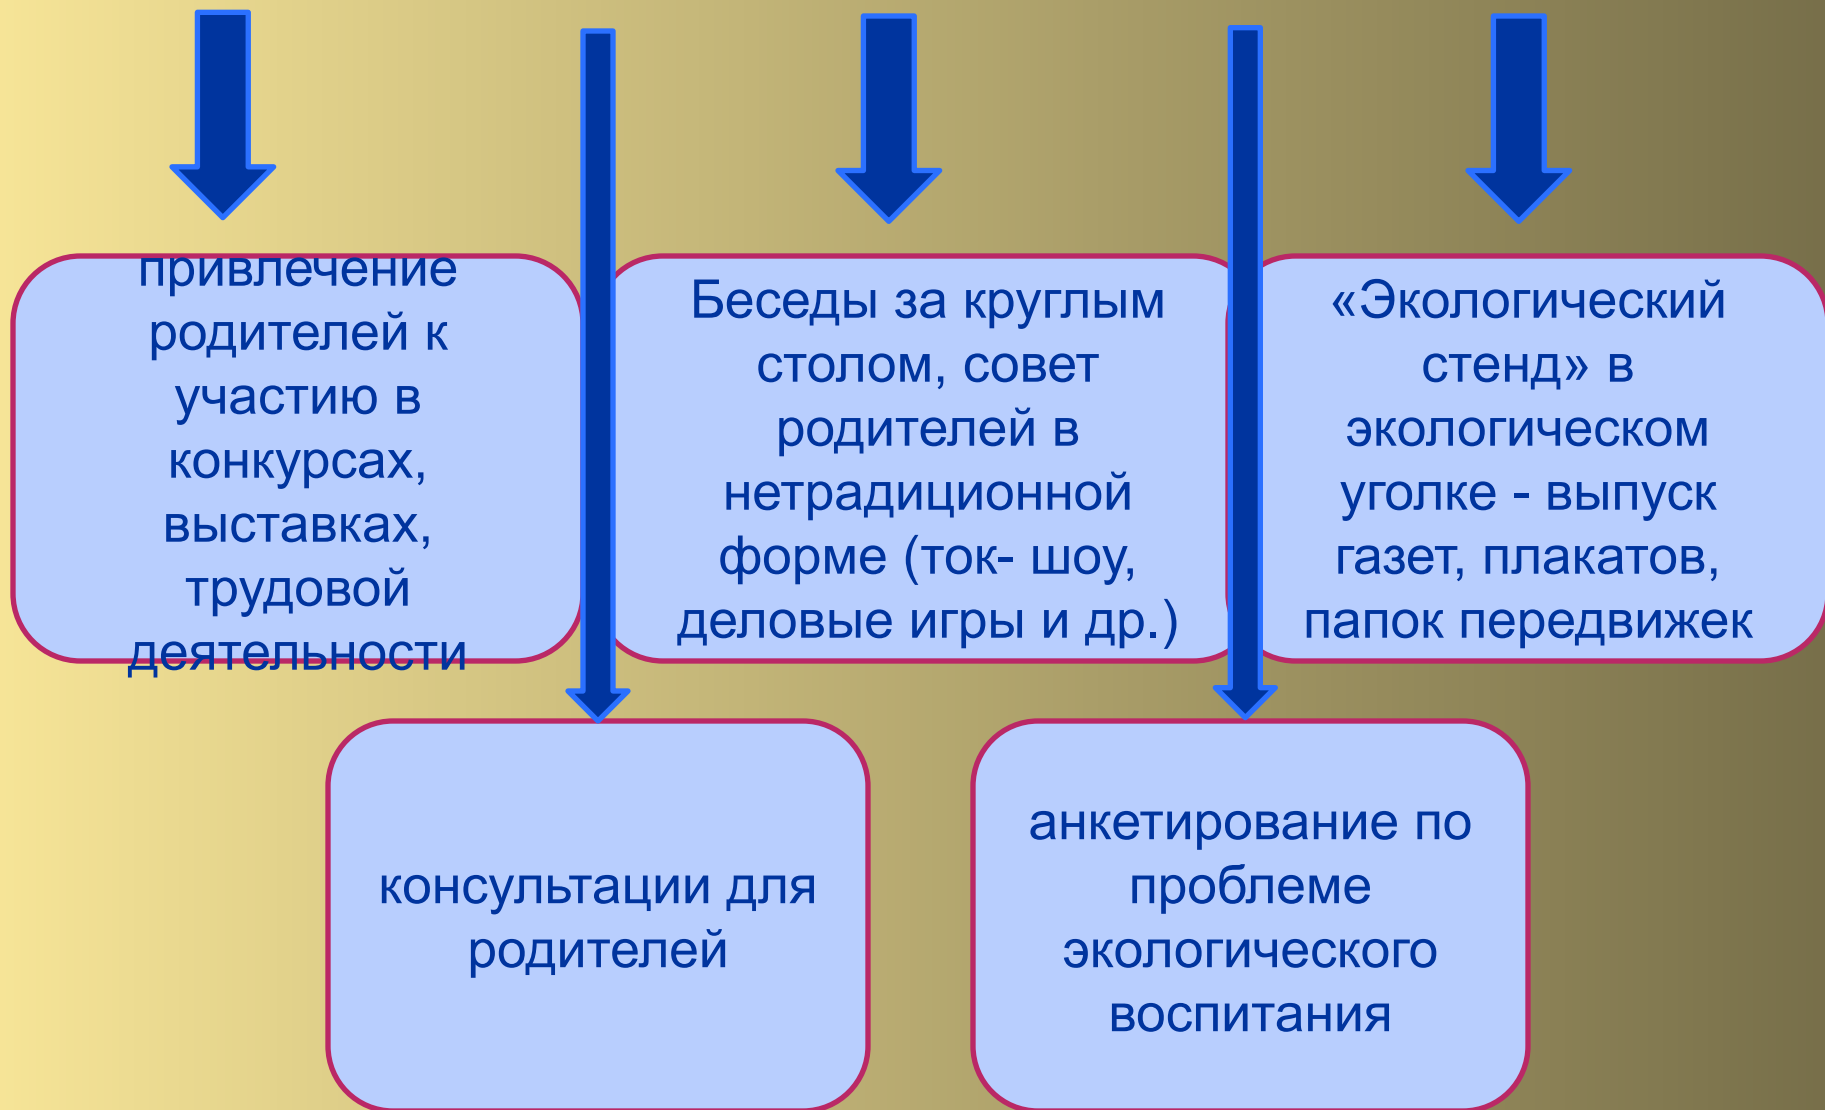 привлечение
родителей к
участию в
конкурсах,
выставках,
трудовой
деятельности
Беседы за круглым
столом, совет
родителей в
нетрадиционной
форме (ток- шоу,
деловые игры и др.)
«Экологический
стенд» в
экологическом
уголке - выпуск
газет, плакатов,
папок передвижек
консультации для
родителей
анкетирование по
проблеме
экологического
воспитания